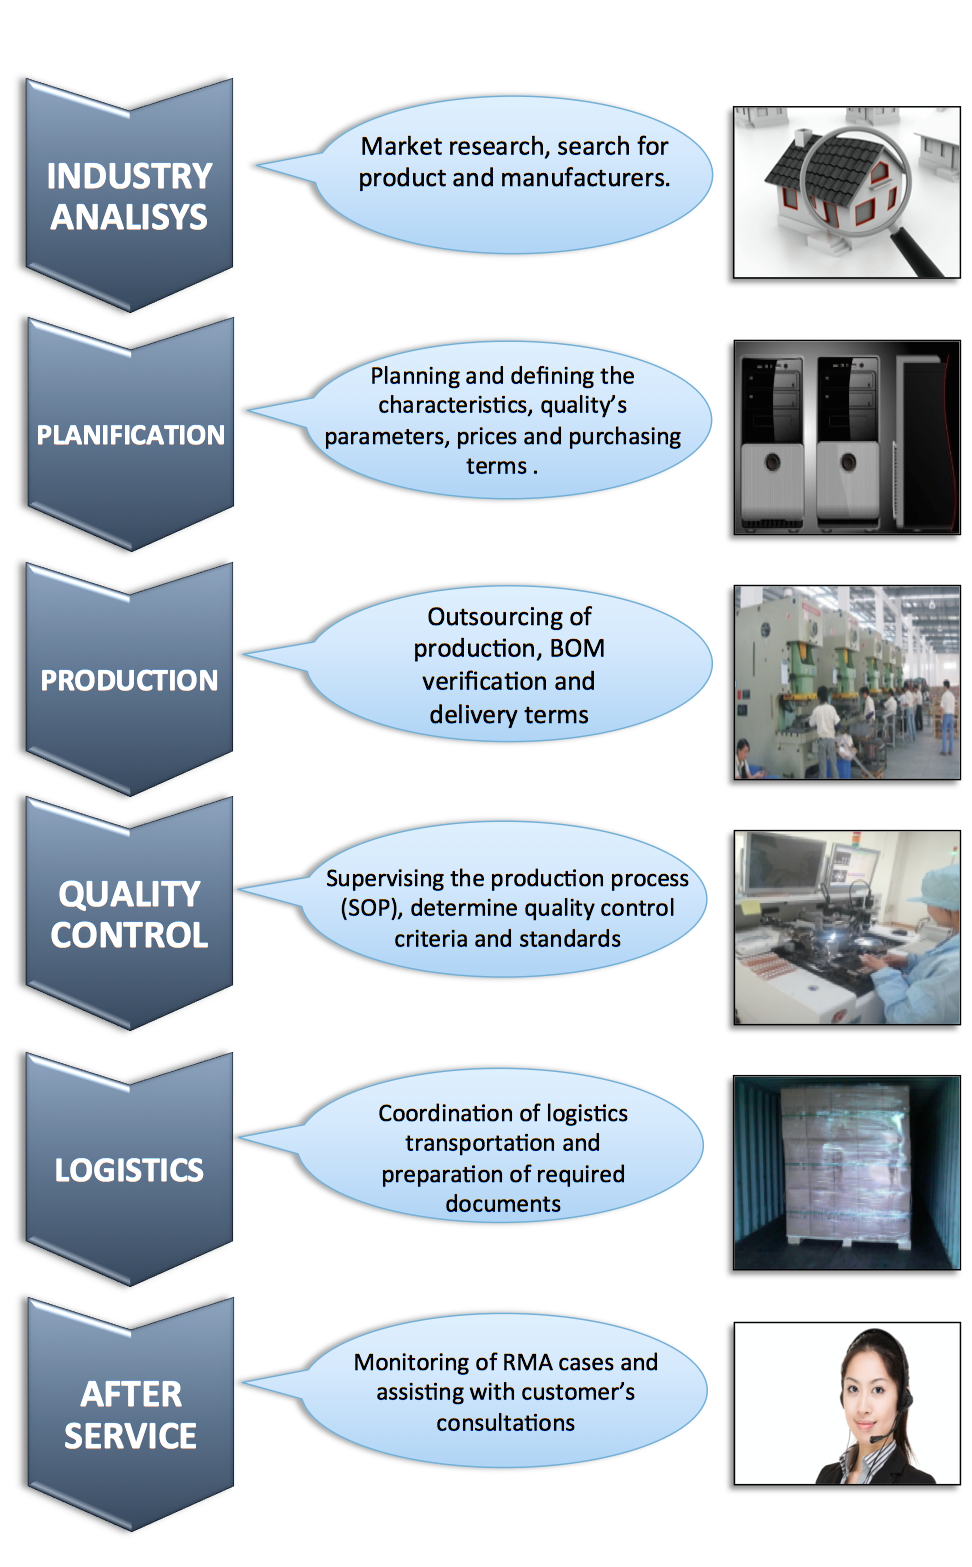 INDUSTRY
ANALISYS
Market research, search for
product and manufacturers.
PLANIFICATION
Planning and defining the
characteristics, quality’s
parameters, prices and purchasing
terms .
PRODUCTION
Outsourcing of
production, BOM
verification and
delivery terms
QUALITY
CONTROL
Supervising the production process
(SOP), determine quality control
criteria and standards
LOGISTICS
Coordination of logistics
transportation and
preparation of required
documents
AFTER
SERVICE
Monitoring of RMA cases and
assisting with customer’s
consultations